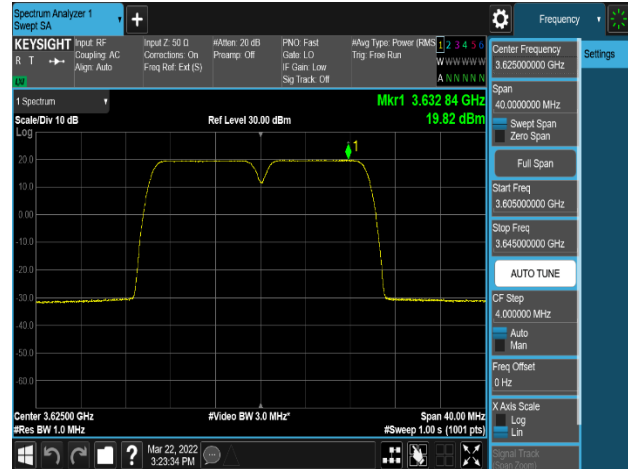 Spectrum Analyzer 1
Swept SA
+
Frequency
KEYSIGHT
R T
LNI
Input: RF
Coupling: AC
Align: Auto
Input Z: 50 Ω
Corrections: On
Freq Ref: Ext (S)
#Atten: 20 dB
Preamp: Off
PNO: Fast
Gate: LO
IF Gain: Low
Sig Track: Off
#Avg Type: Power (RMS
Trig: Free Run
1 2 3 4 5 6
W W W W W W
A N N N N N
Settings
1 Spectrum
Scale/Div 10 dB
Log
Ref Level 30.00 dBm
Mkr1 3.632 84 GHz
19.82 dBm
1
20.0
10.0
0.00
-10.0
-20.0
-30.0
-40.0
-50.0
-60.0
Center 3.62500 GHz
#Res BW 1.0 MHz
#Video BW 3.0 MHz*
Span 40.00 MHz
#Sweep 1.00 s (1001 pts)
Center Frequency
3.625000000 GHz
Span
40.0000000 MHz
Swept Span
Zero Span
Full Span
Start Freq
3.605000000 GHz
Stop Freq
3.645000000 GHz
AUTO TUNE
CF Step
4.000000 MHz
Auto
Man
Freq Offset
0 Hz
X Axis Scale
Log
Lin
Signal Track
(Span Zoom)
?
Mar 22, 2022
3:23:34 PM